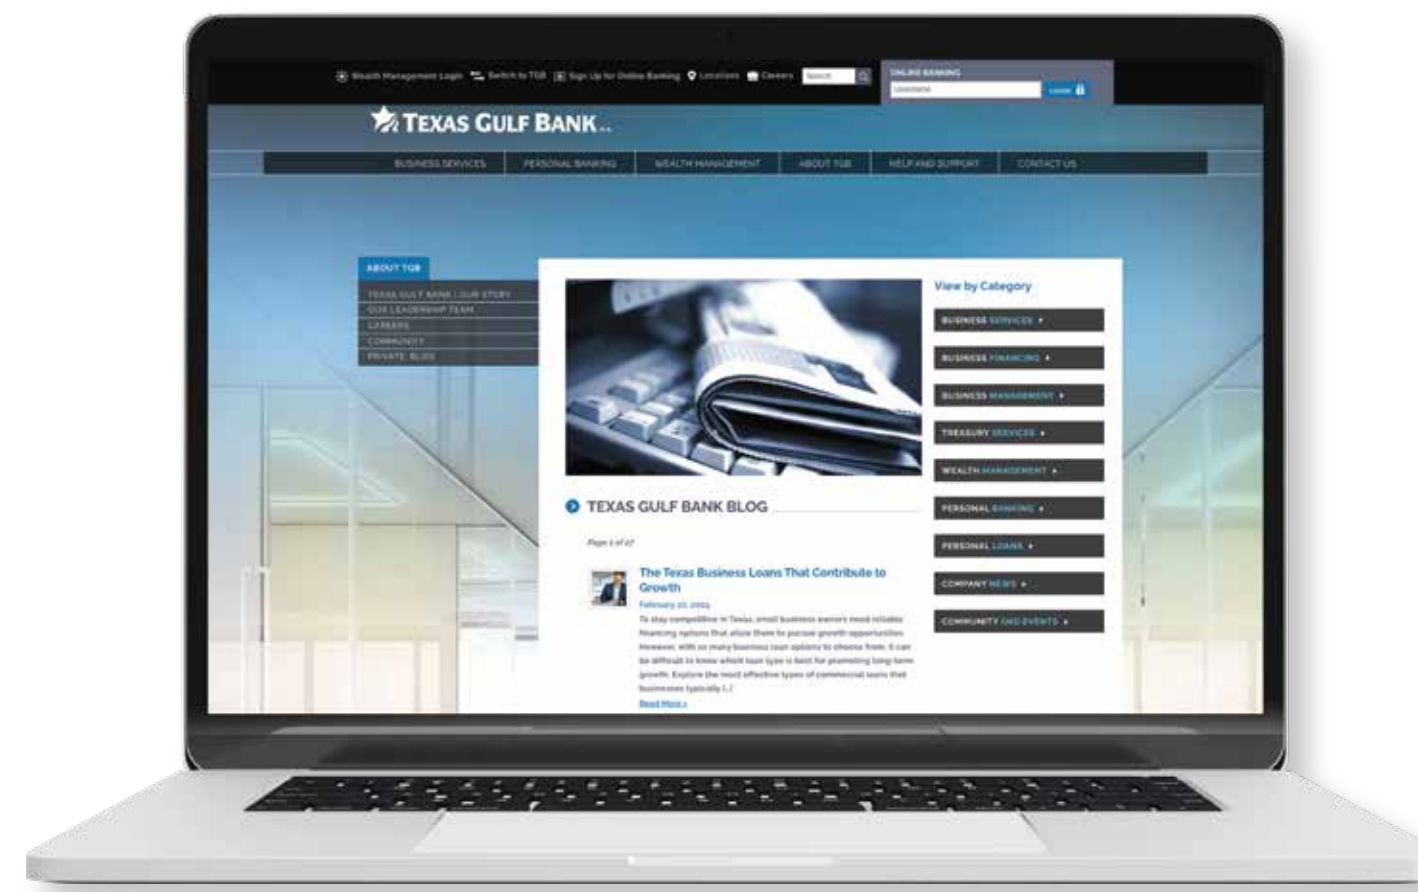 Wealth Management Login Switch to TGB Sign Up for Online Banking Locations Careers Search
ONLINE BANKING
Username
LOGIN
TEXAS GULF BANK
BUSINESS SERVICES PERSONAL BANKING WEALTH MANAGEMENT ABOUT TGB HELP AND SUPPORT CONTACT US
ABOUT TGB
TEXAS GULF BANK | OUR STORY
OUR LEADERSHIP TEAM
CAREERS
COMMUNITY
PRIVATE: BLOG
View by Category
BUSINESS SERVICES
BUSINESS FINANCING
BUSINESS MANAGEMENT
TREASURY SERVICES
WEALTH MANAGEMENT
PERSONAL BANKING
PERSONAL LOANS
COMPANY NEWS
COMMUNITY AND EVENTS
TEXAS GULF BANK BLOG
Page 1 of 17
The Texas Business Loans That Contribute to
Growth
February
To stay competitive in Texas, small business owners need reliable
financing options that allow them to pursue growth opportunities.
However, with so many business loan options to choose from, it can
be difficult to know which loan type is best for promoting long-term
growth. Explore the most effective types of commercial loans that
businesses typically [...]
Read More >